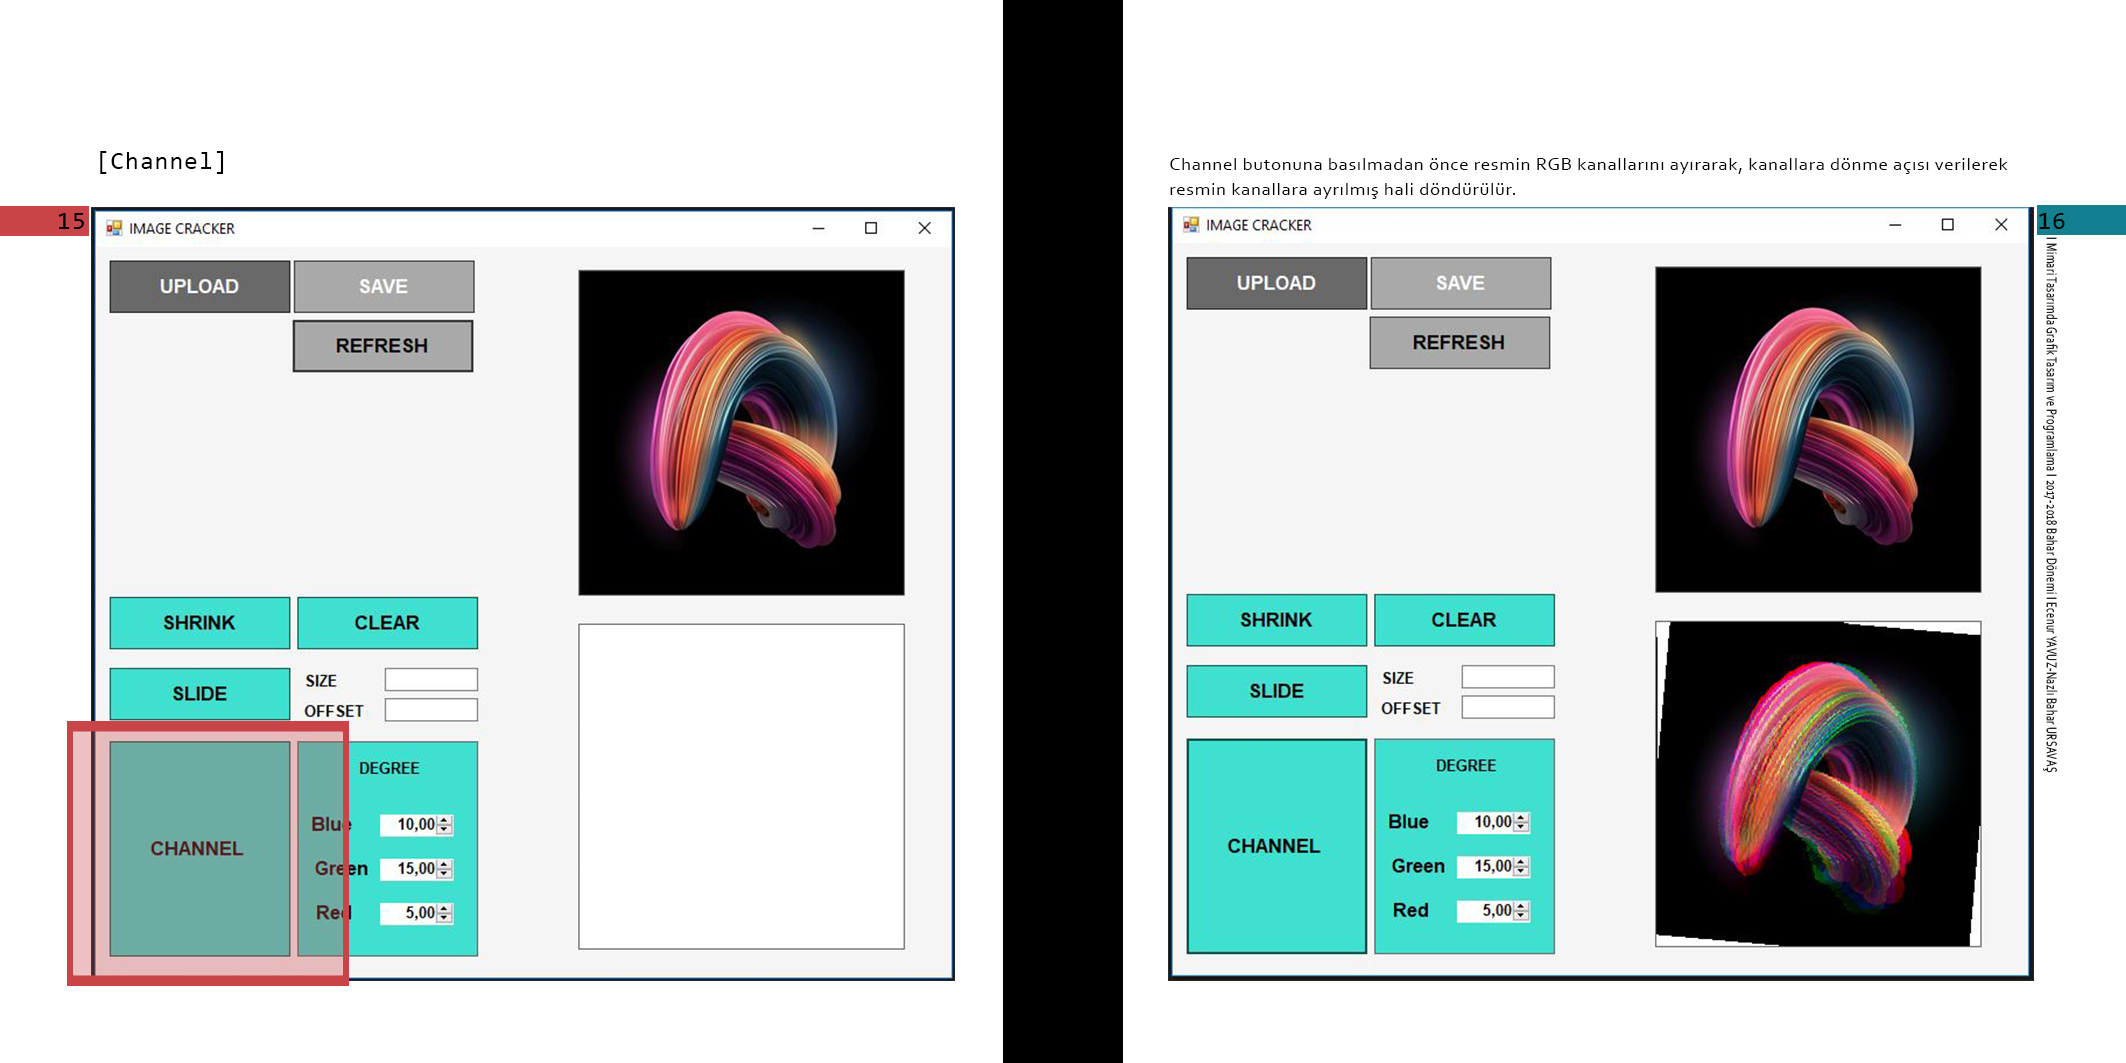 [Channel]
15
IMAGE CRACKER
UPLOAD
SAVE
REFRESH
SHRINK
CLEAR
SLIDE
SIZE
OFFSET
CHANNEL
DEGREE
Blue 10,00
Green 15,00
Red 5,00
Channel butonuna basılmadan önce resmin RGB kanallarını ayırarak, kanallara dönme açısı verilerek
resmin kanallara ayrılmış hali döndürülür.
16
IMAGE CRACKER
UPLOAD
SAVE
REFRESH
SHRINK
CLEAR
SLIDE
SIZE
OFFSET
CHANNEL
DEGREE
Blue 10,00
Green 15,00
Red 5,00
I Mimari Tasarımda Grafik Tasarım ve Programlama I 2017-2018 Bahar Dönemi I Ecenur YAVUZ-Nazlı Bahar URSAVAŞ